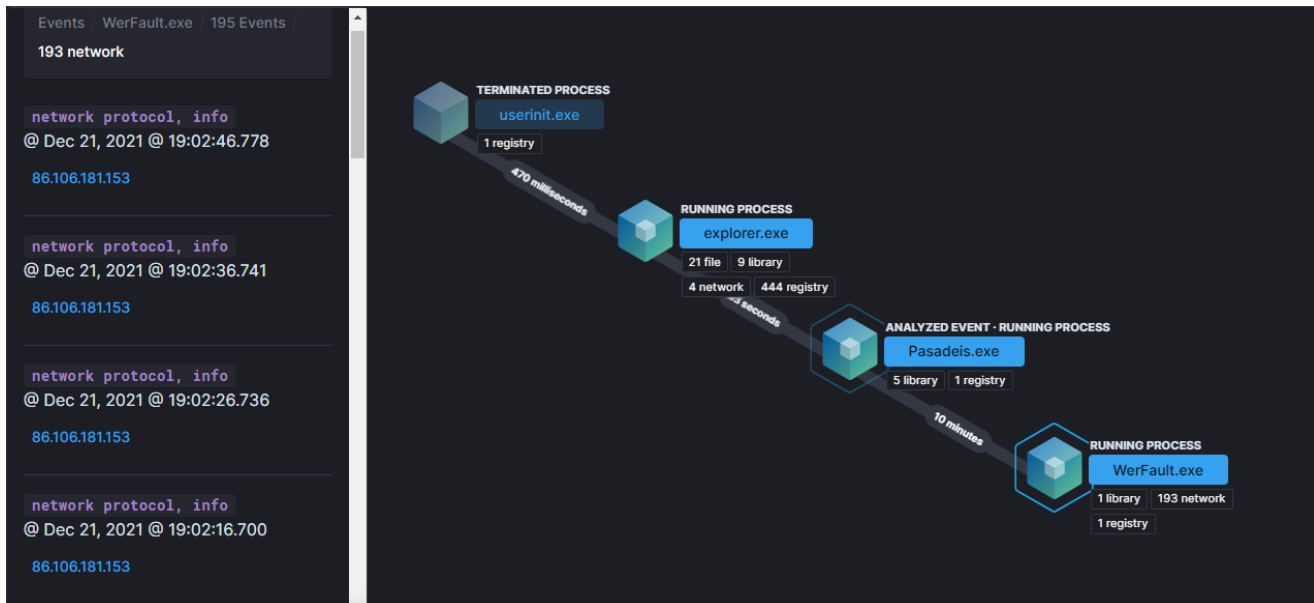 Events / WerFault.exe / 195 Events /
193 network
network protocol, info
@ Dec 21, 2021 @ 19:02:46.778
86.106.181.153
network protocol, info
@ Dec 21, 2021 @ 19:02:36.741
86.106.181.153
network protocol, info
@ Dec 21, 2021 @ 19:02:26.736
86.106.181.153
network protocol, info
@ Dec 21, 2021 @ 19:02:16.700
86.106.181.153
TERMINATED PROCESS
userinit.exe
1 registry
470 milliseconds
RUNNING PROCESS
explorer.exe
21 file 9 library
4 network 444 registry
seconds
ANALYZED EVENT · RUNNING PROCESS
Pasadeis.exe
5 library 1 registry
10 minutes
RUNNING PROCESS
WerFault.exe
1 library 193 network
1 registry